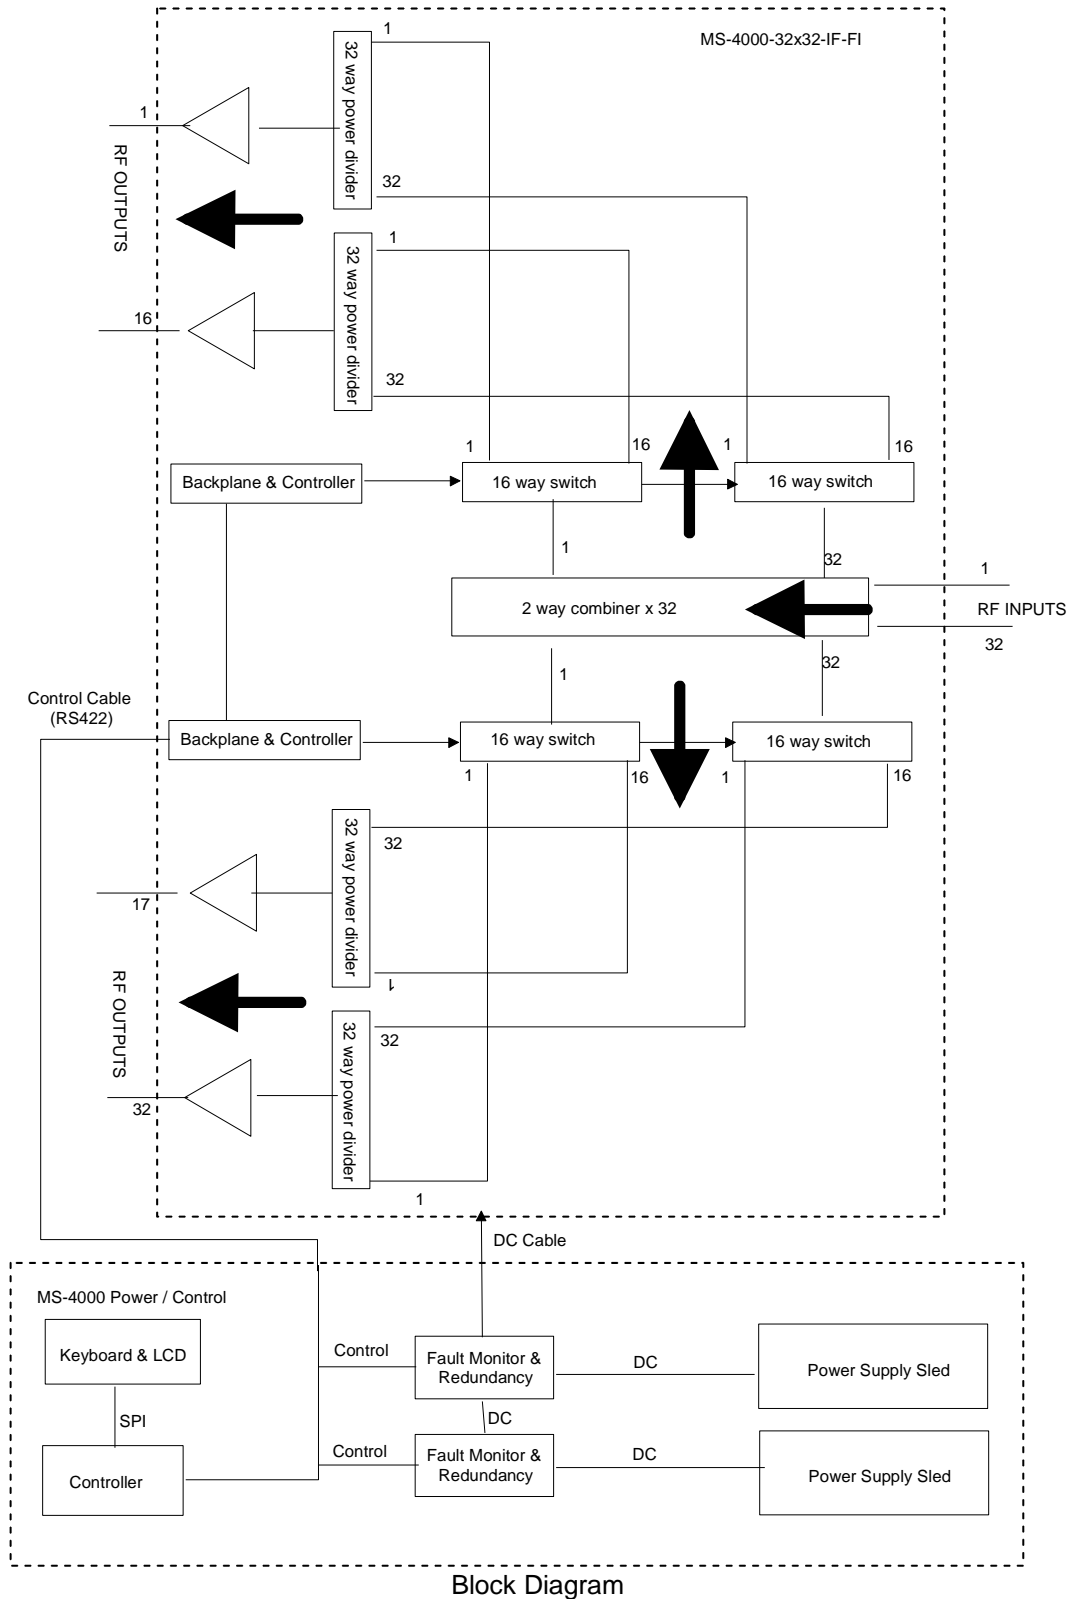 MS-4000-32x32-IF-FI
1
32 way power divider
1
RF OUTPUTS
32
1
32 way power divider
16
32
1
16
1
16
Backplane & Controller
16 way switch
16 way switch
1
32
2 way combiner x 32
1
RF INPUTS
32
1
32
Control Cable
(RS422)
Backplane & Controller
16 way switch
16 way switch
1
16
1
16
32 way power divider
32
17
1
RF OUTPUTS
32 way power divider
32
32
1
DC Cable
MS-4000 Power / Control
Keyboard & LCD
SPI
Controller
Control
Fault Monitor &
Redundancy
DC
Power Supply Sled
DC
Control
Fault Monitor &
Redundancy
DC
Power Supply Sled
Block Diagram